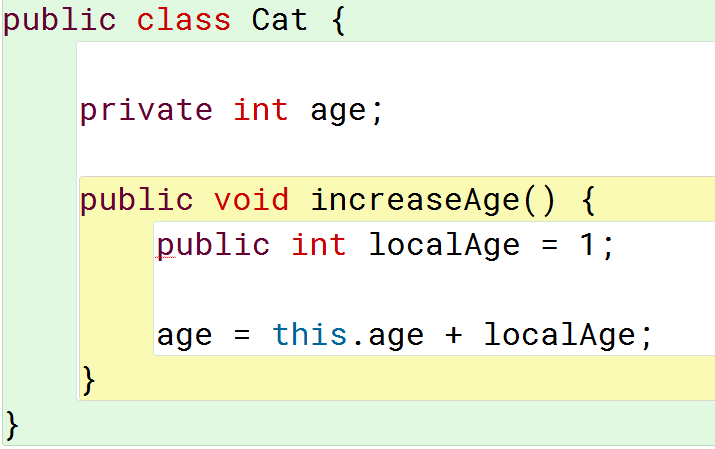 public class Cat {
private int age;
public void increaseAge() {
public int localAge = 1;
age = this.age + localAge;
}
}